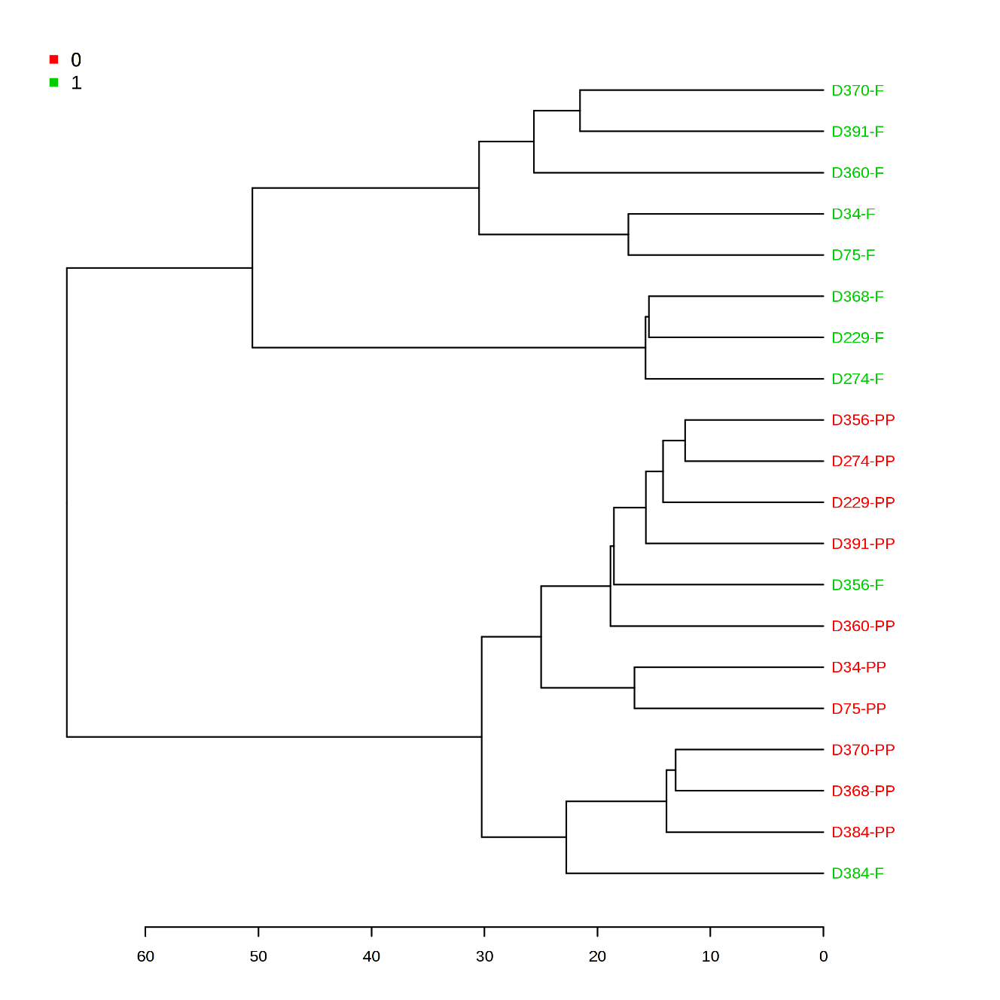 0
1
D370-F
D391-F
D360-F
D34-F
D75-F
D368-F
D229-F
D274-F
D356-PP
D274-PP
D229-PP
D391-PP
D356-F
D360-PP
D34-PP
D75-PP
D370-PP
D368-PP
D384-PP
D384-F
60 50 40 30 20 10 0